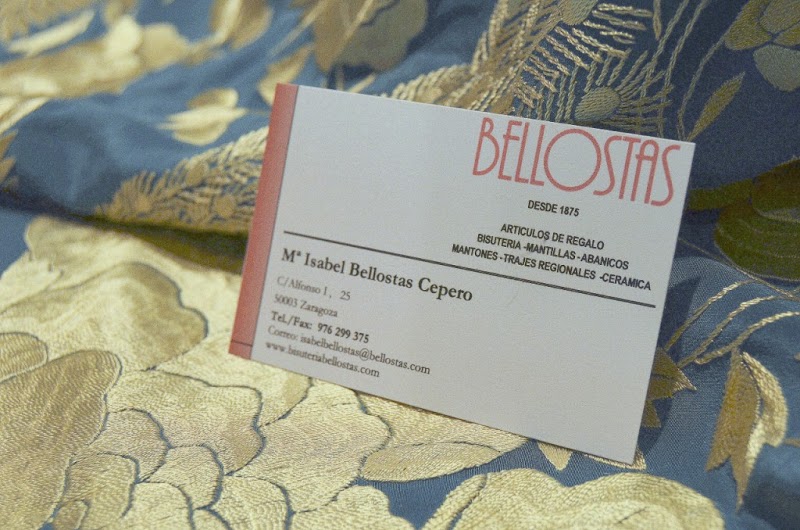 BELLOSTAS
DESDE 1875
ARTICULOS DE REGALO
BISUTERIA -MANTILLAS -ABANICOS
MANTONES -TRAJES REGIONALES -CERAMICA
Mª Isabel Bellostas Cepero
C/Alfonso I , 25
50003 Zaragoza
Tel./Fax: 976 299 375
Correo: isabelbellostas@bellostas.com
www.bisuteriabellostas.com